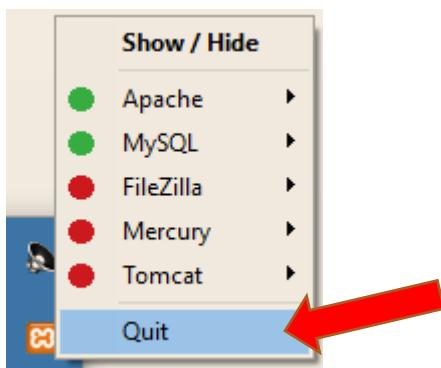 Show / Hide
Apache
MySQL
FileZilla
Mercury
Tomcat
Quit